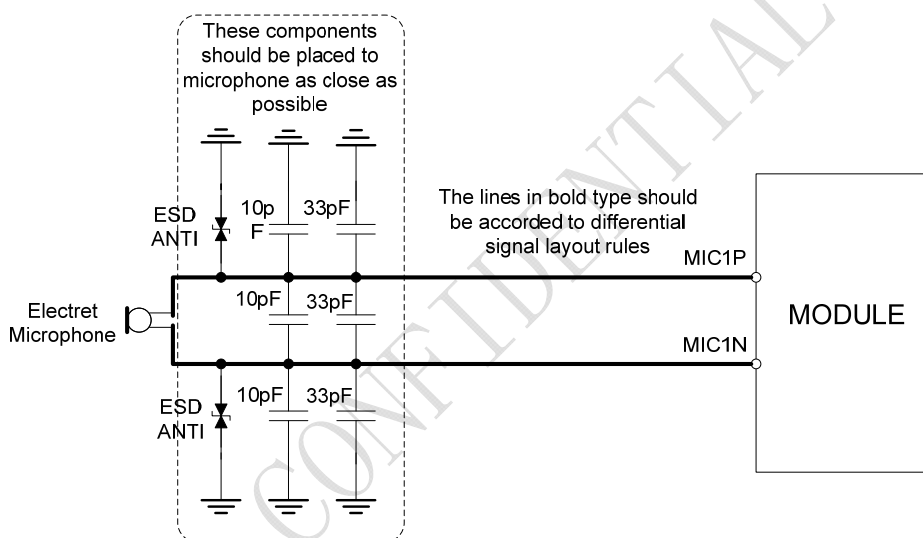 These components
should be placed to
microphone as close as
possible
ESD
ANTI
10p
F
33pF
The lines in bold type should
be accorded to differential
signal layout rules
MIC1P
Electret
Microphone
10pF
33pF
MODULE
MIC1N
ESD
ANTI
10pF
33pF
CONFIDENTIAL